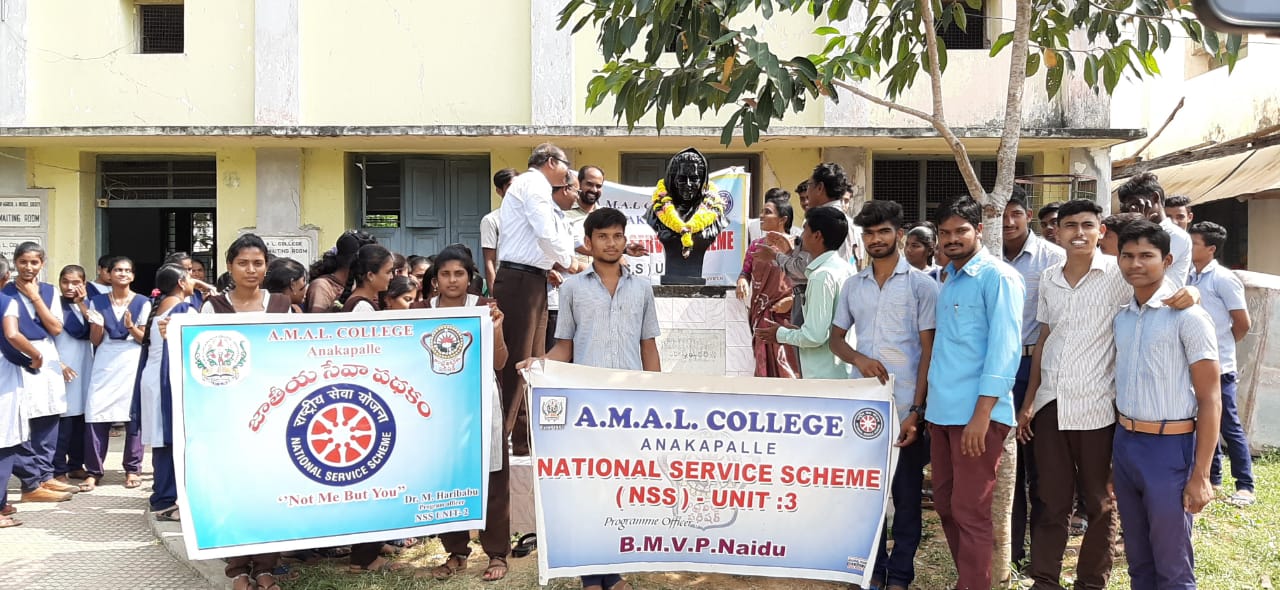 WAITING ROOM
A.M.A.L. COLLEGE
Anakapalle
జాతీయ సేవా పథకం
राष्ट्रीय सेवा योजना
NATIONAL SERVICE SCHEME
"Not Me But You"
Dr. M. Haribabu
Program officer
NSS UNIT-2
A.M.A.L. COLLEGE
ANAKAPALLE
NATIONAL SERVICE SCHEME
(NSS) - UNIT :3
Programme Officer
B.M.V.P.Naidu
A.M.A.